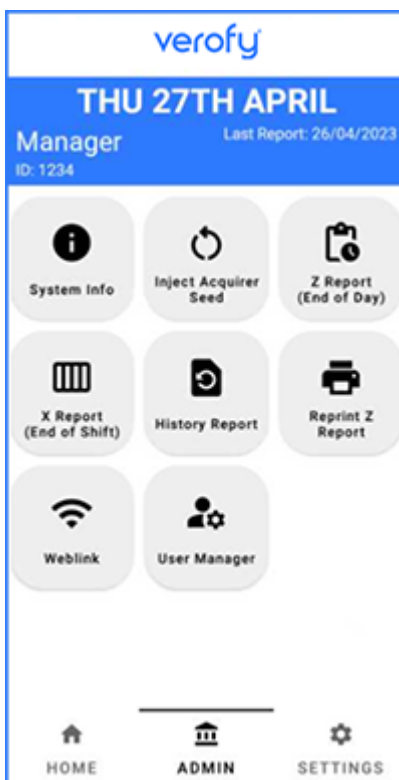 verofy
THU 27TH APRIL
Manager
Last Report: 26/04/2023
ID: 1234
System Info
Inject Acquirer
Seed
Z Report
(End of Day)
X Report
(End of Shift)
History Report
Reprint Z
Report
Weblink
User Manager
HOME
ADMIN
SETTINGS